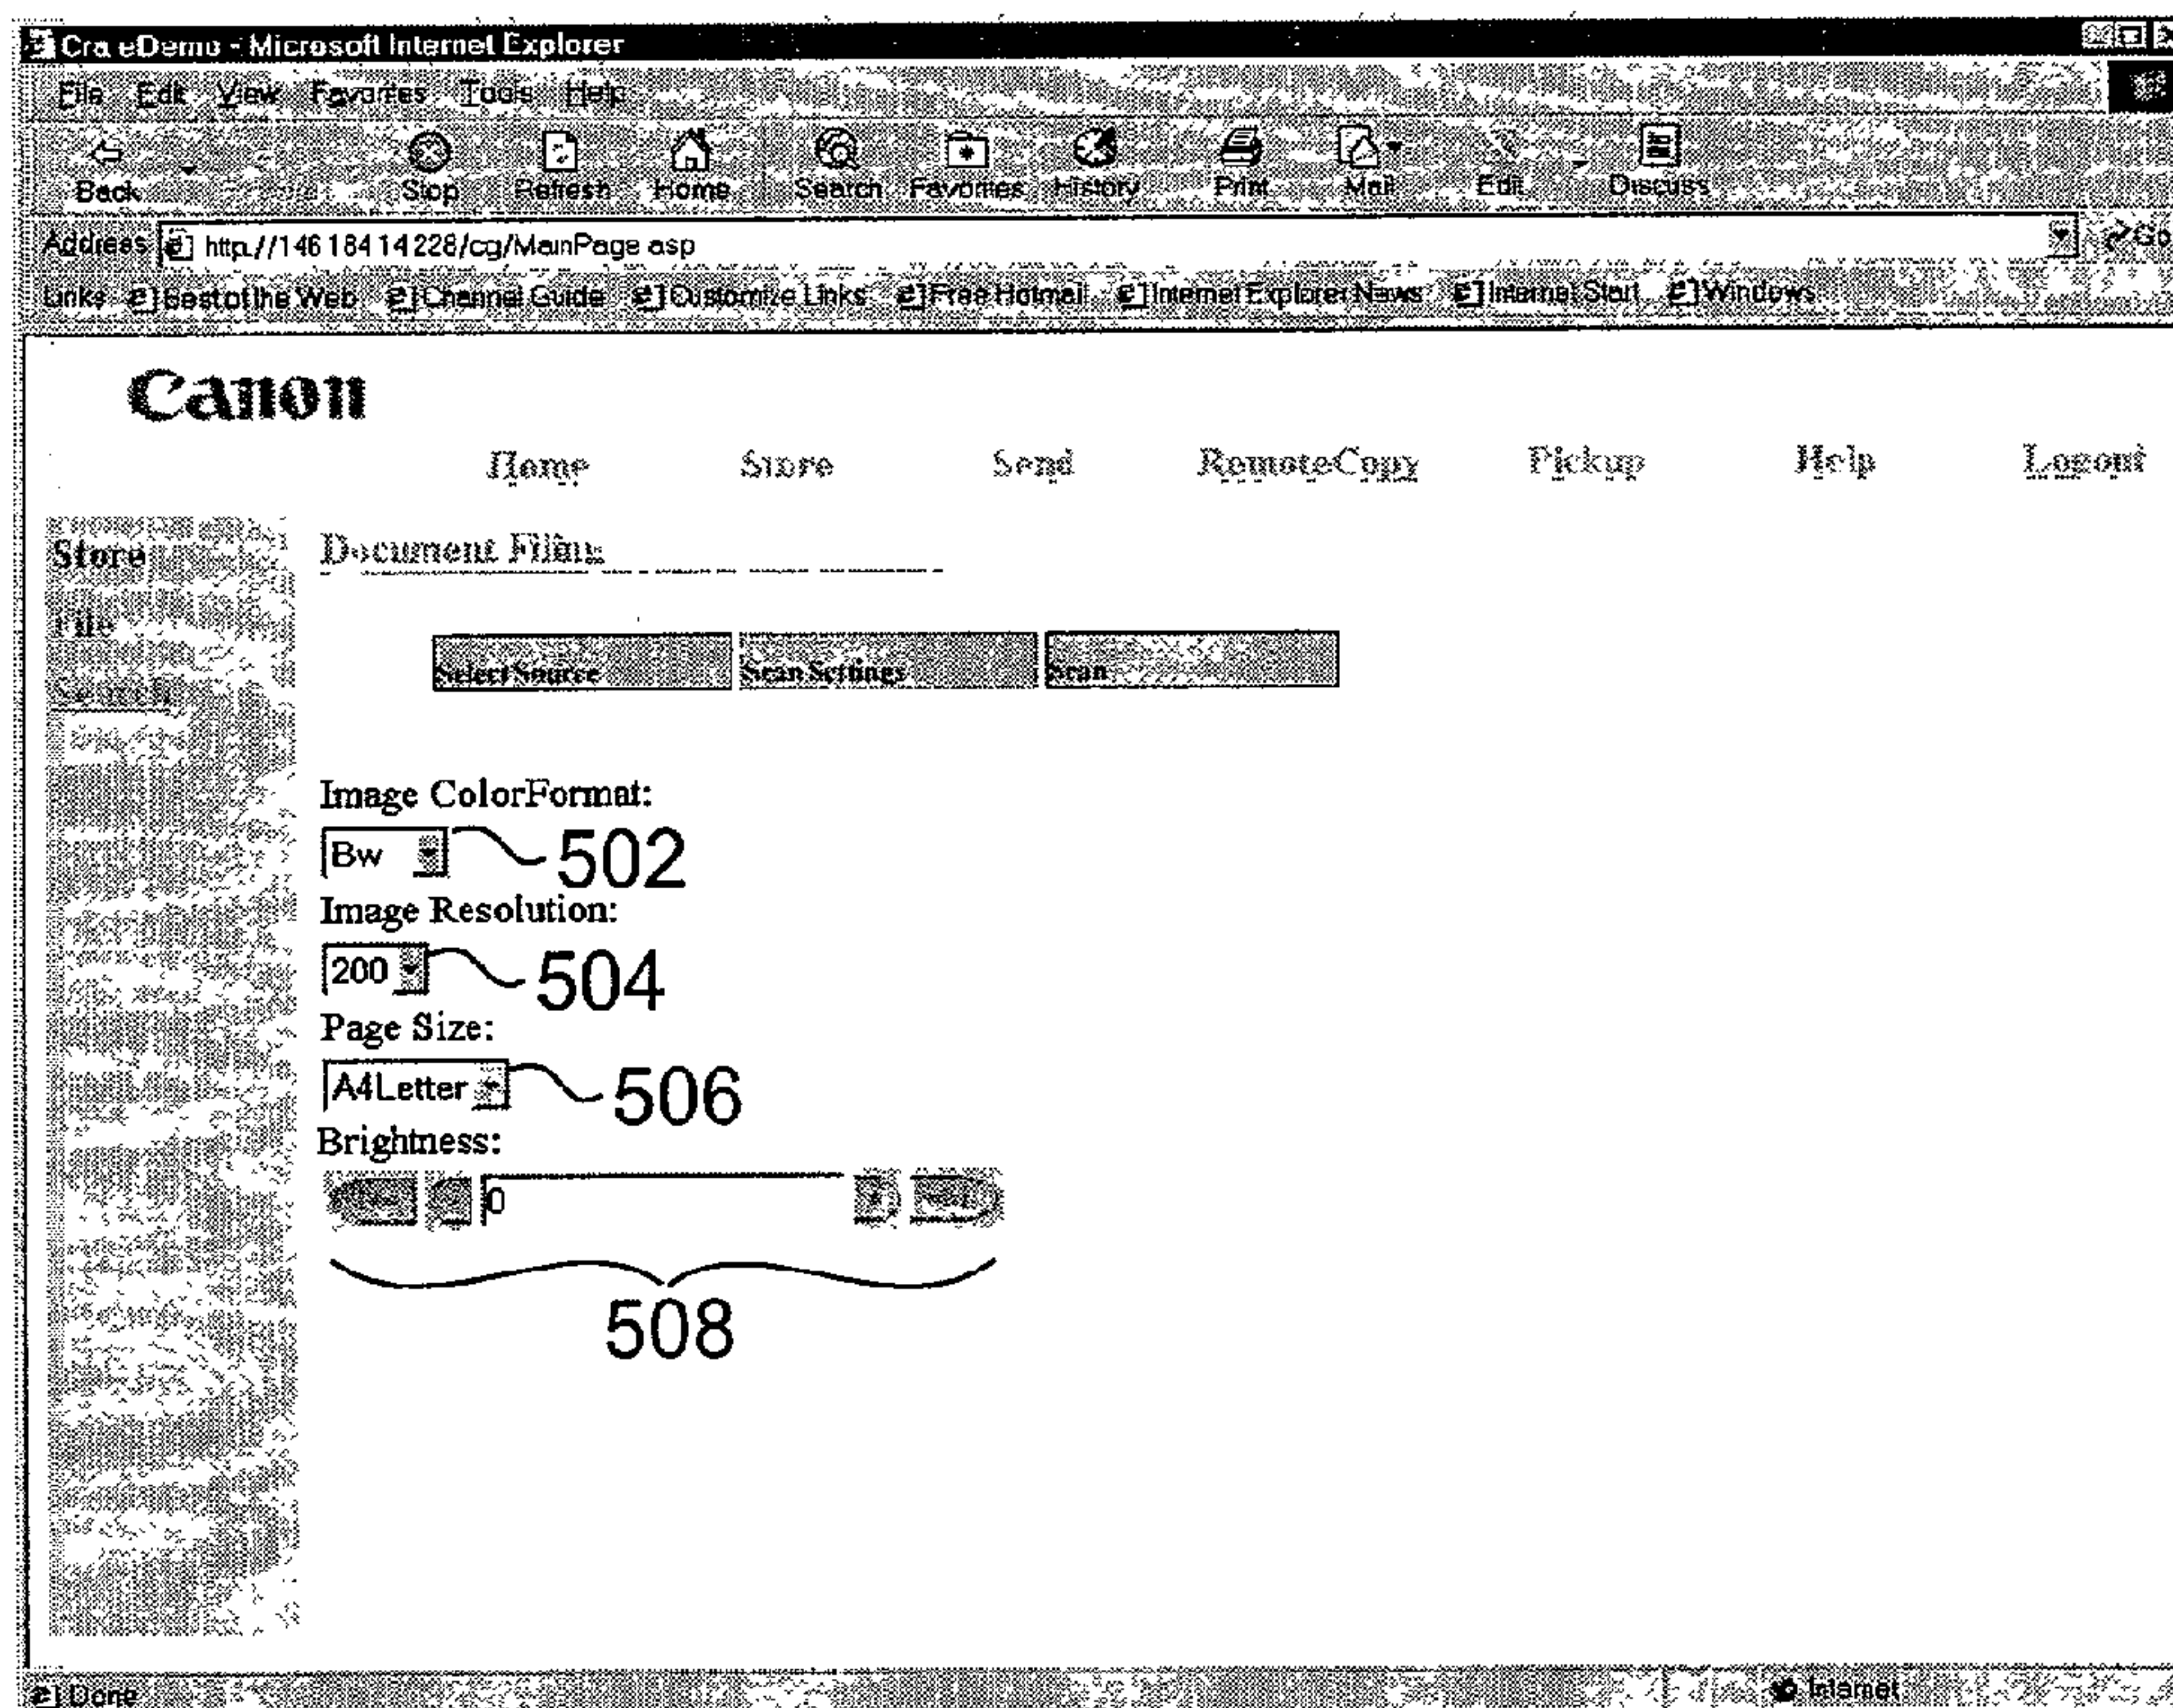 Cra eDemo - Microsoft Internet Explorer
File Edit View Favorites Tools Help
Back Stop Refresh Home Search Favorites History Print Mail Edit Discuss
Address http://146 184 14 228/cg/MainPage asp Go
Links Best of the Web Channel Guide Customize Links Free Hotmail Internet Explorer News Internet Start Windows
Canon
Home Store Send RemoteCopy Pickup Help Logout
Store Document Filing
File
Select Source Scan Settings Scan
Search
Image ColorFormat:
Bw 502
Image Resolution:
200 504
Page Size:
A4Letter 506
Brightness:
0
508
Done Internet